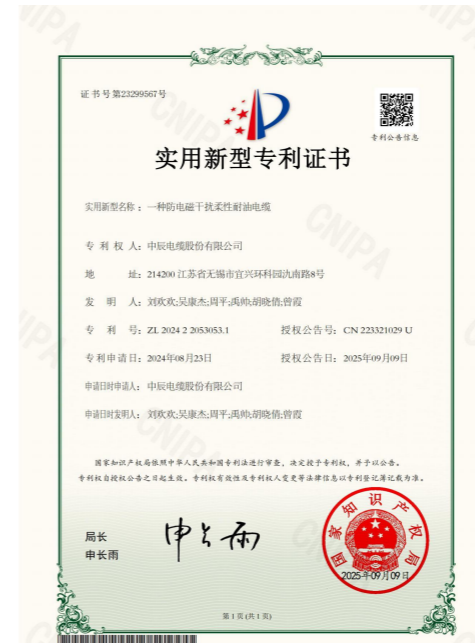 证书号第23299567号
专利公告信息
实用新型专利证书
实用新型名称：一种防电磁干扰柔性耐油电缆
专利权人：中辰电缆股份有限公司
地址：214200 江苏省无锡市宜兴环科园氿南路8号
发明人：刘欢欢;吴康杰;周平;禹帅;胡晓倩;曾霞
专利号：ZL 2024 2 2053053.1 授权公告号：CN 223321029 U
专利申请日：2024年08月23日 授权公告日：2025年09月09日
申请日时申请人：中辰电缆股份有限公司
申请日时发明人：刘欢欢;吴康杰;周平;禹帅;胡晓倩;曾霞
国家知识产权局依照中华人民共和国专利法进行审查，决定授予专利权，并予以公告。
专利权自授权公告之日起生效。专利权有效性及专利权人变更等法律信息以专利登记簿记载为准。
局长
申长雨
申长雨
国家知识产权局
2025年09月09日
第1页(共1页)
CNIPA
CNIPA
CNIPA
CNIPA